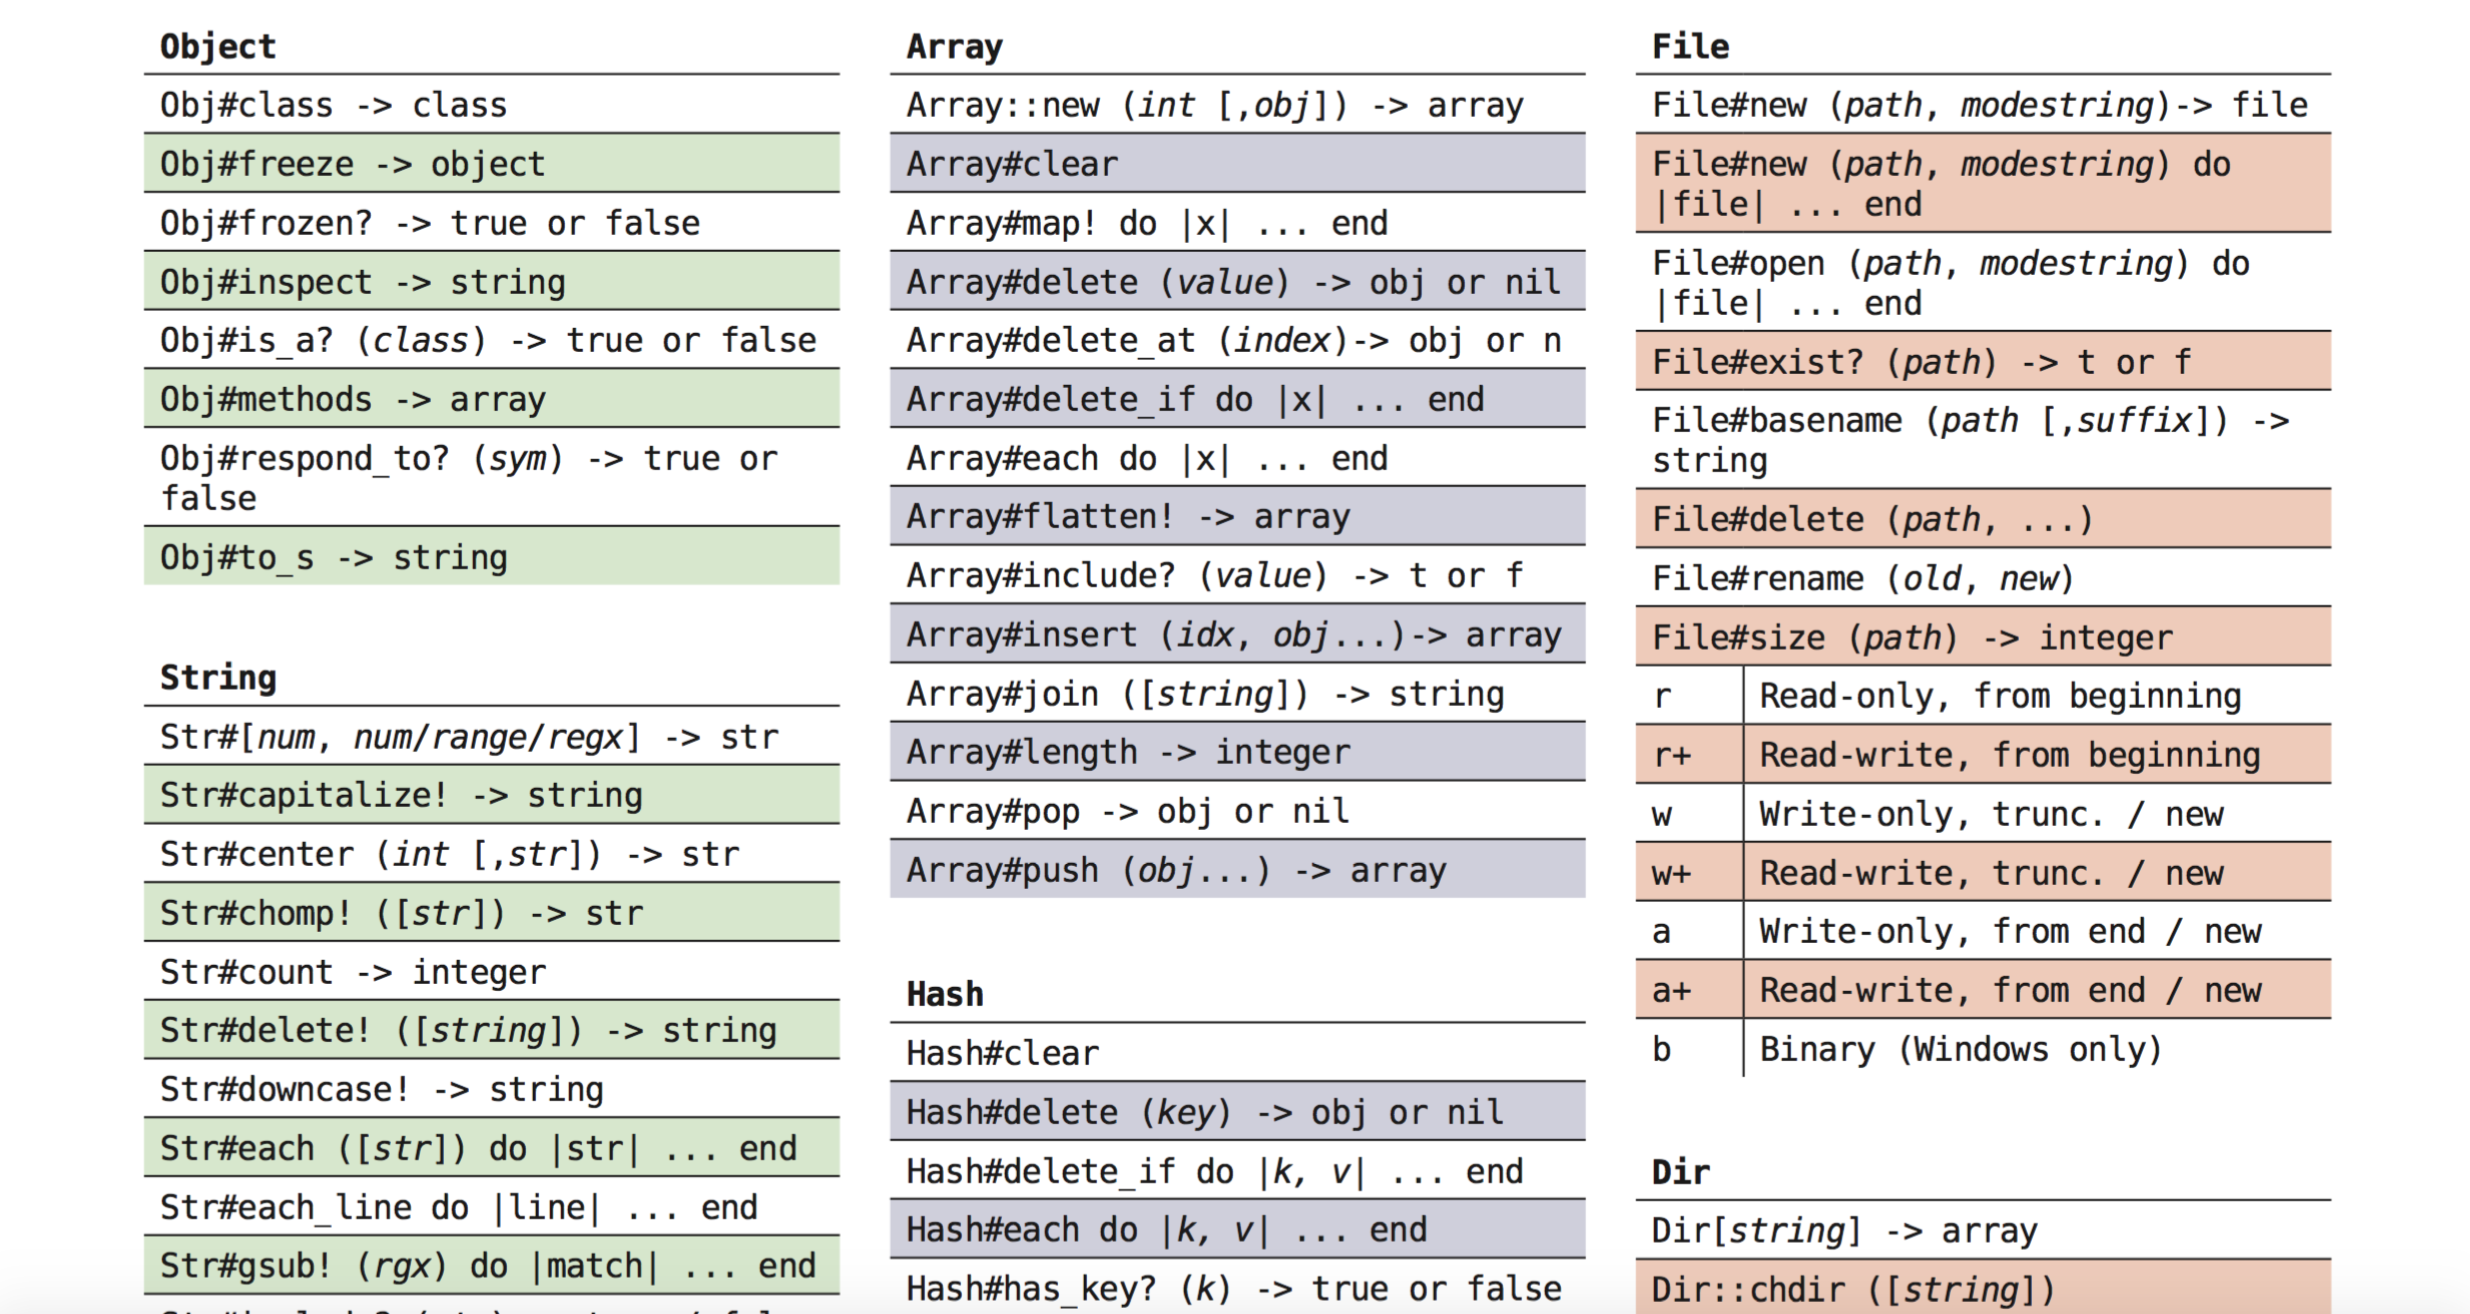 Object
Obj#class -> class
Obj#freeze -> object
Obj#frozen? -> true or false
Obj#inspect -> string
Obj#is_a? (class) -> true or false
Obj#methods -> array
Obj#respond_to? (sym) -> true or
false
Obj#to_s -> string
String
Str#[num, num/range/regx] -> str
Str#capitalize! -> string
Str#center (int [,str]) -> str
Str#chomp! ([str]) -> str
Str#count -> integer
Str#delete! ([string]) -> string
Str#downcase! -> string
Str#each ([str]) do |str| ... end
Str#each_line do |line| ... end
Str#gsub! (rgx) do |match| ... end
Array
Array::new (int [,obj]) -> array
Array#clear
Array#map! do |x| ... end
Array#delete (value) -> obj or nil
Array#delete_at (index)-> obj or n
Array#delete_if do |x| ... end
Array#each do |x| ... end
Array#flatten! -> array
Array#include? (value) -> t or f
Array#insert (idx, obj...)-> array
Array#join ([string]) -> string
Array#length -> integer
Array#pop -> obj or nil
Array#push (obj...) -> array
Hash
Hash#clear
Hash#delete (key) -> obj or nil
Hash#delete_if do |k, v| ... end
Hash#each do |k, v| ... end
Hash#has_key? (k) -> true or false
File
File#new (path, modestring)-> file
File#new (path, modestring) do
|file| ... end
File#open (path, modestring) do
|file| ... end
File#exist? (path) -> t or f
File#basename (path [,suffix]) ->
string
File#delete (path, ...)
File#rename (old, new)
File#size (path) -> integer
r Read-only, from beginning
r+ Read-write, from beginning
w Write-only, trunc. / new
w+ Read-write, trunc. / new
a Write-only, from end / new
a+ Read-write, from end / new
b Binary (Windows only)
Dir
Dir[string] -> array
Dir::chdir ([string])